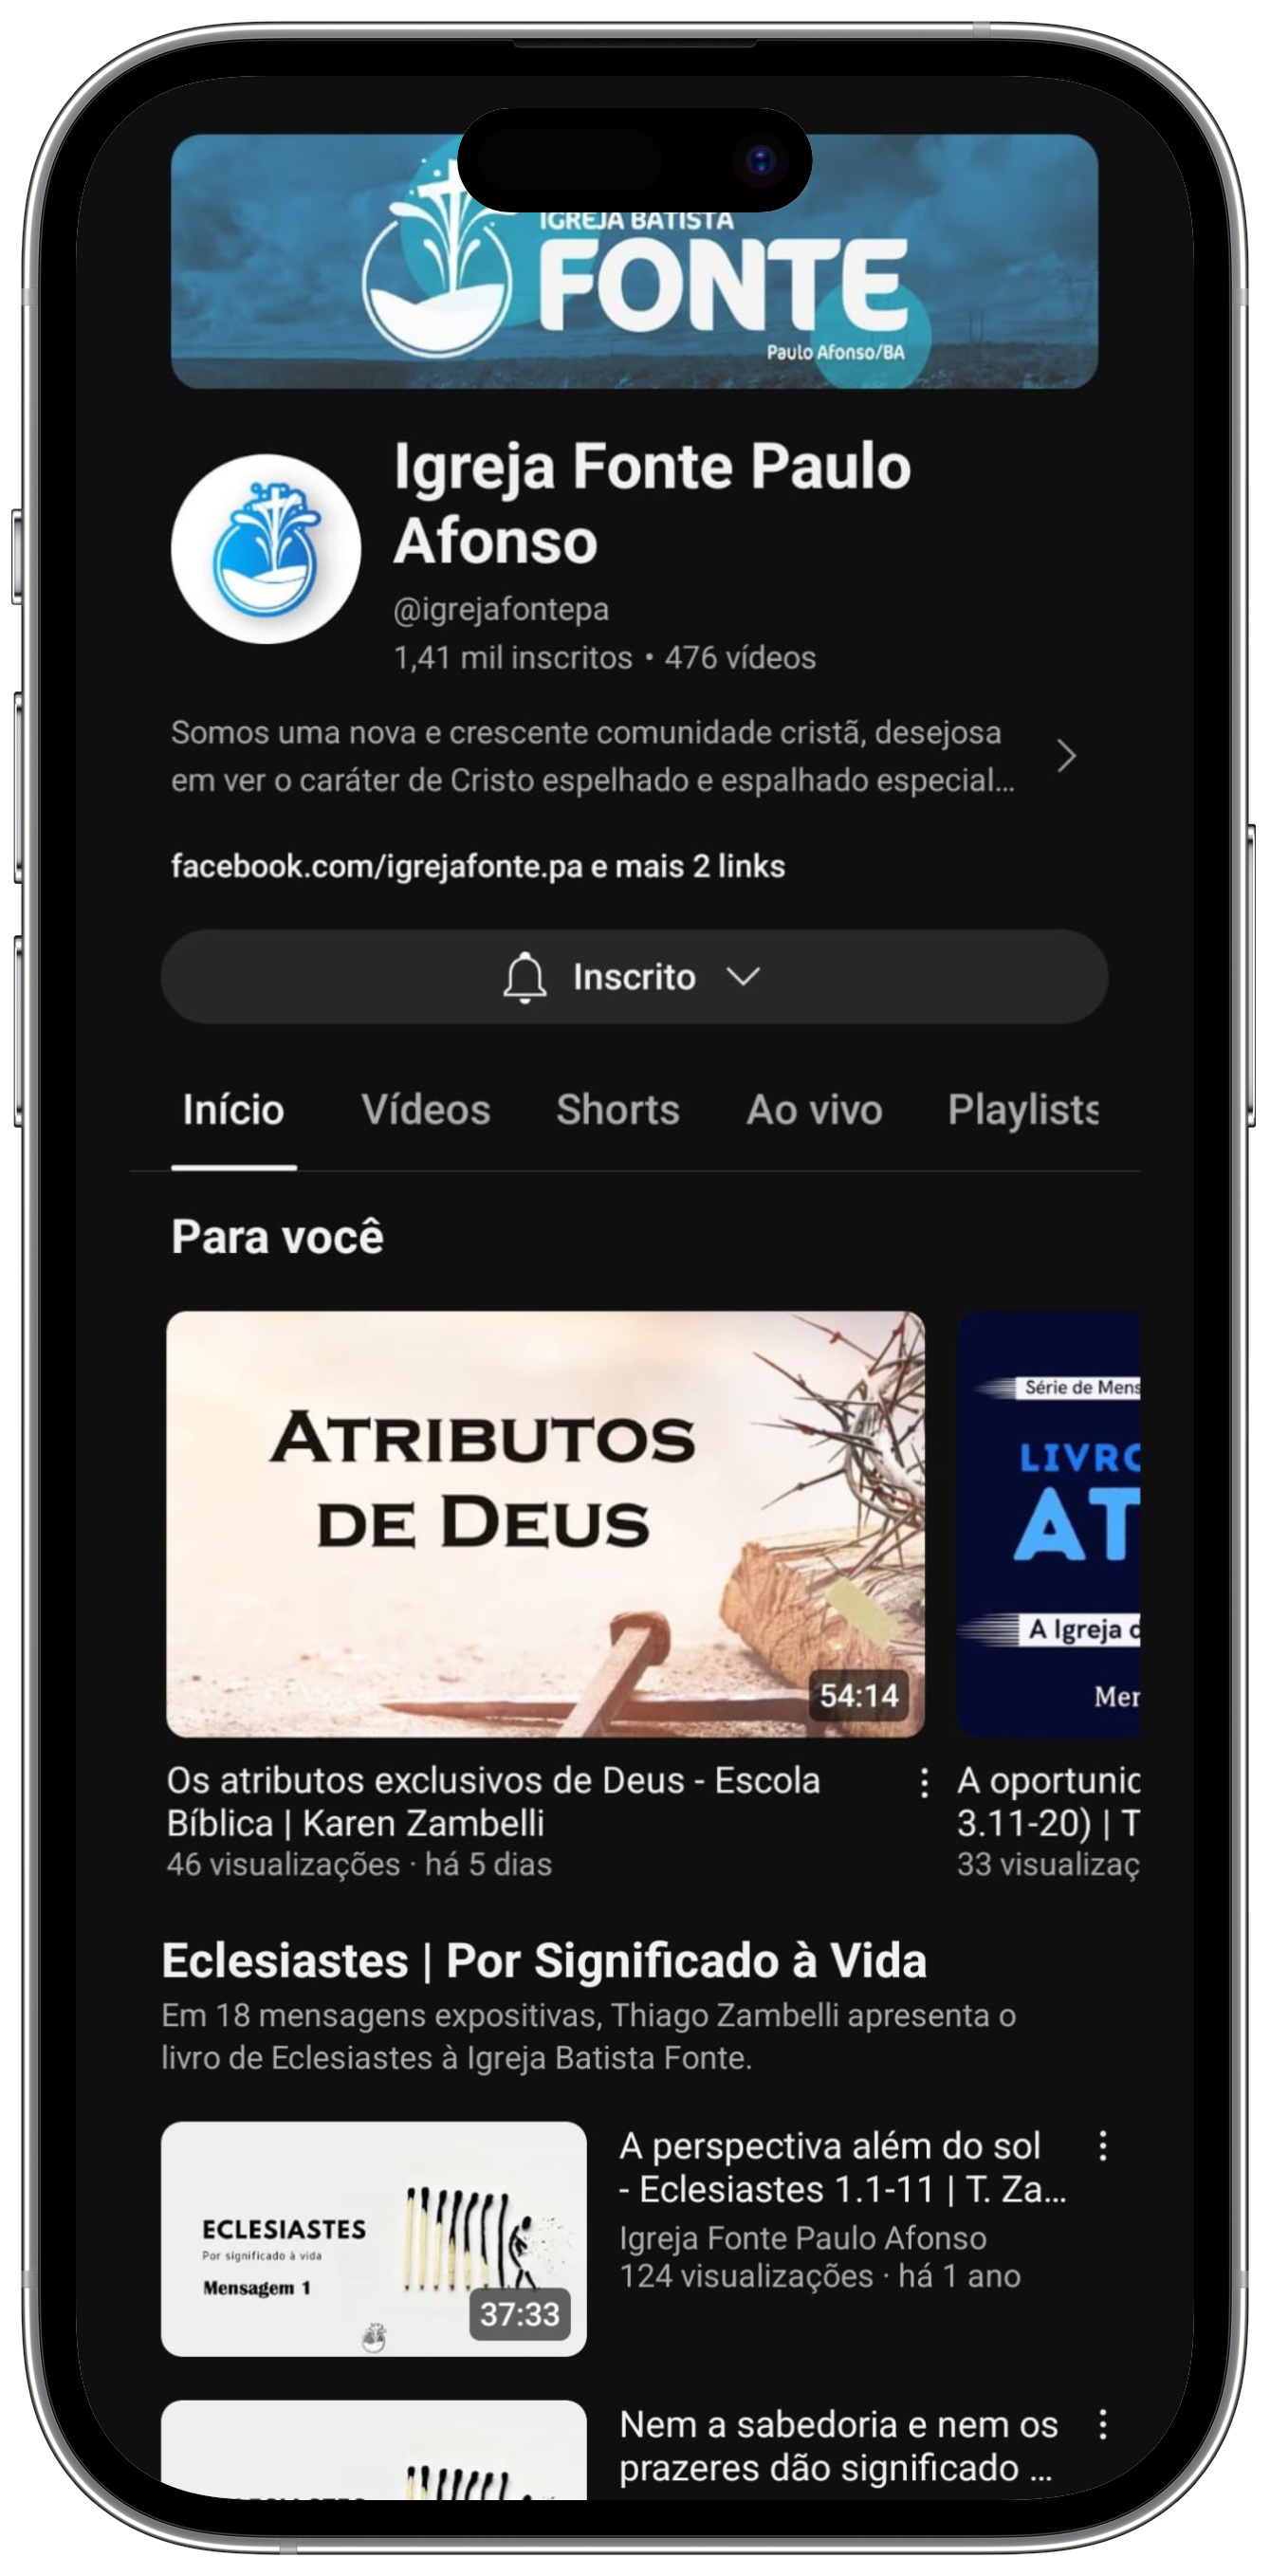 IGREJA BATISTA
FONTE
Paulo Afonso/BA
Igreja Fonte Paulo
Afonso
@igrejafontepa
1,41 mil inscritos • 476 vídeos
Somos uma nova e crescente comunidade cristã, desejosa
em ver o caráter de Cristo espelhado e espalhado especial...
facebook.com/igrejafonte.pa e mais 2 links
Inscrito
Início Vídeos Shorts Ao vivo Playlists
Para você
ATRIBUTOS
DE DEUS
54:14
Série de Mens
LIVRO
AT
A Igreja d
Men
Os atributos exclusivos de Deus - Escola
Bíblica | Karen Zambelli
46 visualizações · há 5 dias
A oportunid
3.11-20) | T
33 visualizaç
Eclesiastes | Por Significado à Vida
Em 18 mensagens expositivas, Thiago Zambelli apresenta o
livro de Eclesiastes à Igreja Batista Fonte.
ECLESIASTES
Por significado à vida
Mensagem 1
37:33
A perspectiva além do sol
- Eclesiastes 1.1-11 | T. Za...
Igreja Fonte Paulo Afonso
124 visualizações · há 1 ano
Nem a sabedoria e nem os
prazeres dão significado ...